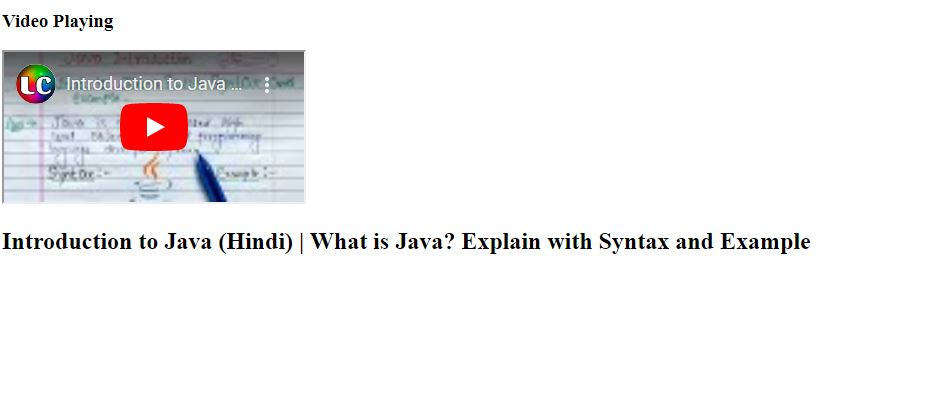 Video Playing
Java Introduction
LC Introduction to Java ...
Example
Java is
programming
Syntax:-
Example:-
Introduction to Java (Hindi) | What is Java? Explain with Syntax and Example